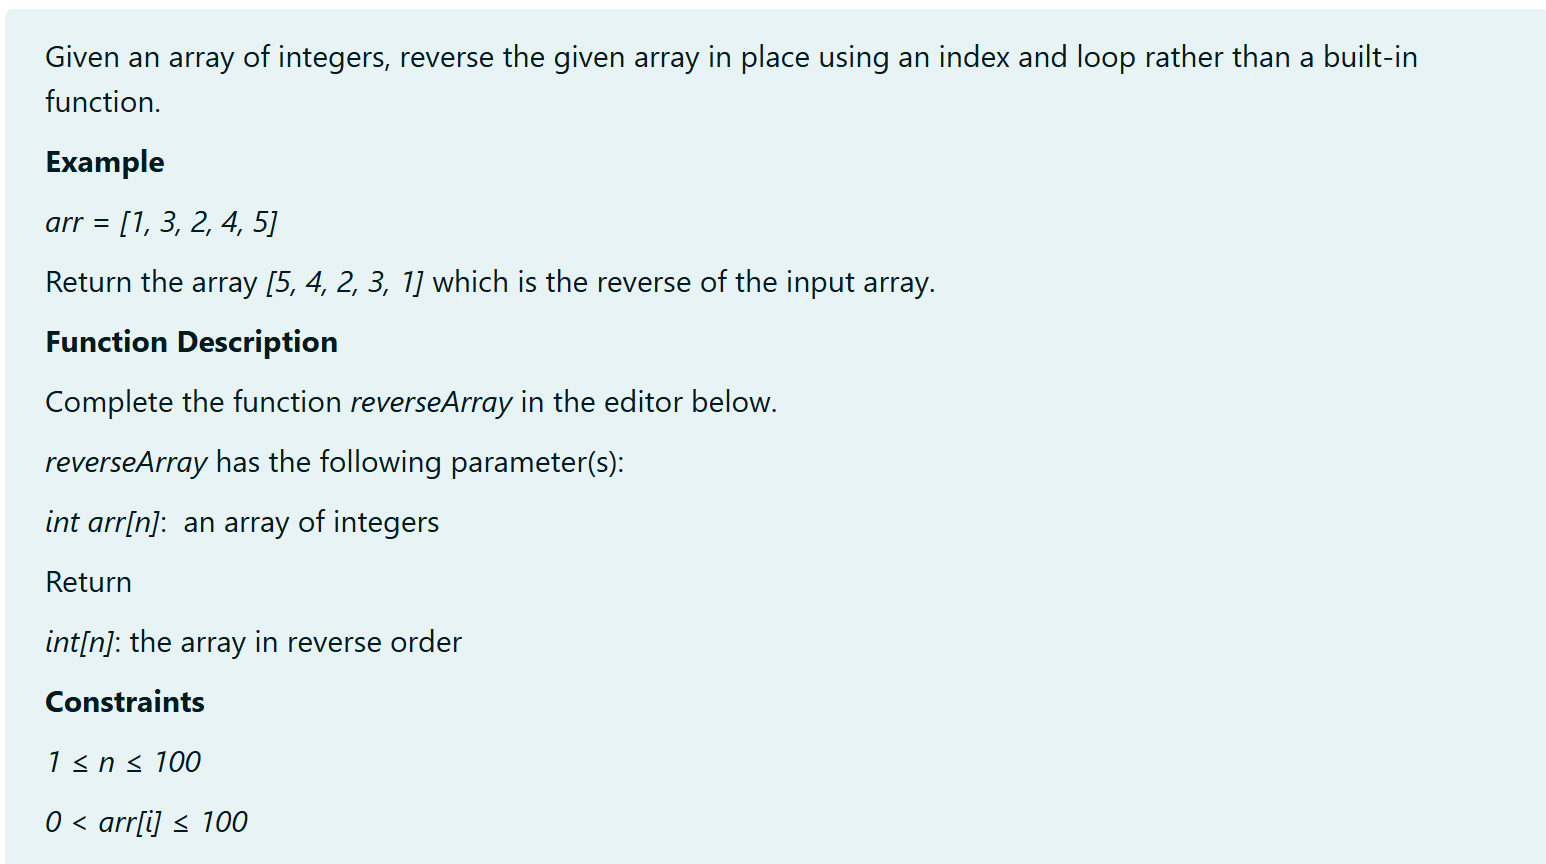 Given an array of integers, reverse the given array in place using an index and loop rather than a built-in
function.
Example
arr = [1, 3, 2, 4, 5]
Return the array [5, 4, 2, 3, 1] which is the reverse of the input array.
Function Description
Complete the function reverseArray in the editor below.
reverseArray has the following parameter(s):
int arr[n]:  an array of integers
Return
int[n]: the array in reverse order
Constraints
1 ≤ n ≤ 100
0 < arr[i] ≤ 100